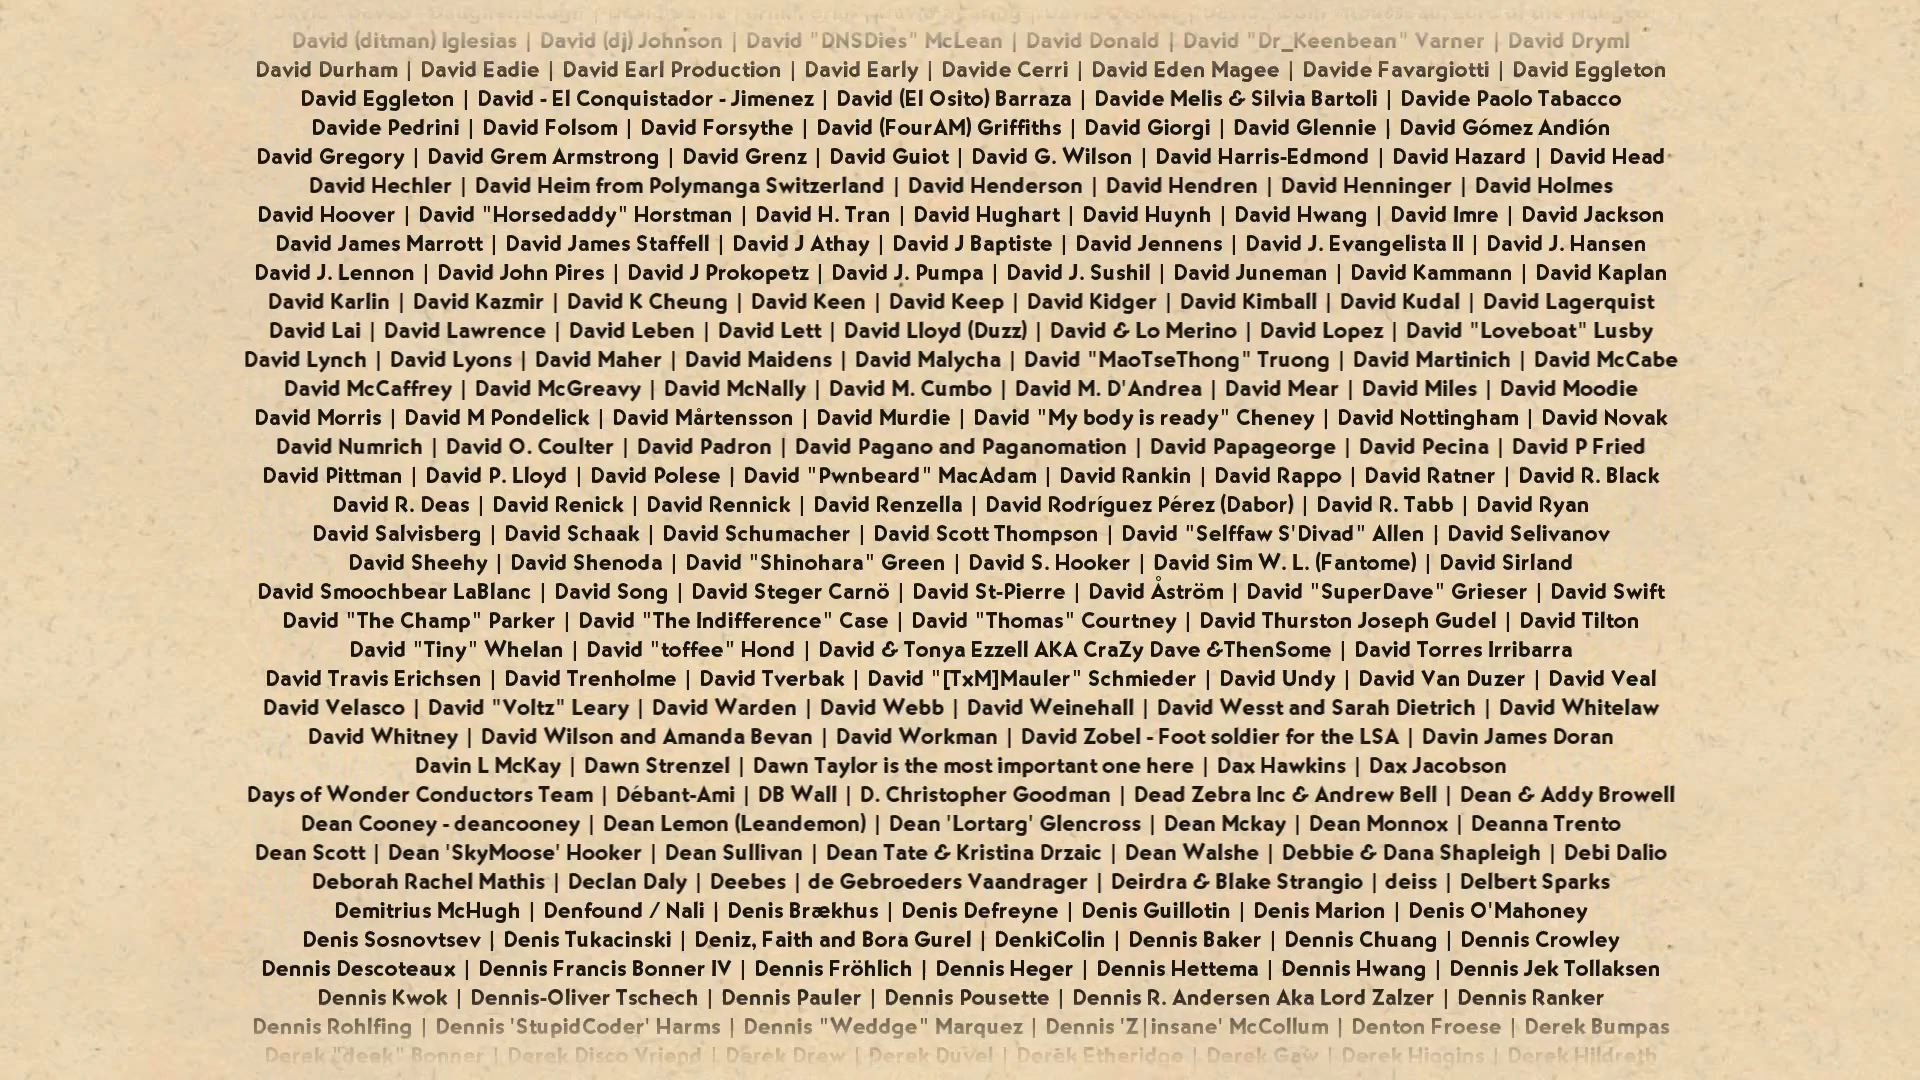 David (ditman) Iglesias | David (dj) Johnson | David "DNSDies" McLean | David Donald | David "Dr_Keenbean" Varner | David Dryml
David Durham | David Eadie | David Earl Production | David Early | Davide Cerri | David Eden Magee | Davide Favargiotti | David Eggleton
David Eggleton | David - El Conquistador - Jimenez | David (El Osito) Barraza | Davide Melis & Silvia Bartoli | Davide Paolo Tabacco
Davide Pedrini | David Folsom | David Forsythe | David (FourAM) Griffiths | David Giorgi | David Glennie | David Gómez Andión
David Gregory | David Grem Armstrong | David Grenz | David Guiot | David G. Wilson | David Harris-Edmond | David Hazard | David Head
David Hechler | David Heim from Polymanga Switzerland | David Henderson | David Hendren | David Henninger | David Holmes
David Hoover | David "Horsedaddy" Horstman | David H. Tran | David Hughart | David Huynh | David Hwang | David Imre | David Jackson
David James Marrott | David James Staffell | David J Athay | David J Baptiste | David Jennens | David J. Evangelista II | David J. Hansen
David J. Lennon | David John Pires | David J Prokopetz | David J. Pumpa | David J. Sushil | David Juneman | David Kammann | David Kaplan
David Karlin | David Kazmir | David K Cheung | David Keen | David Keep | David Kidger | David Kimball | David Kudal | David Lagerquist
David Lai | David Lawrence | David Leben | David Lett | David Lloyd (Duzz) | David & Lo Merino | David Lopez | David "Loveboat" Lusby
David Lynch | David Lyons | David Maher | David Maidens | David Malycha | David "MaoTseThong" Truong | David Martinich | David McCabe
David McCaffrey | David McGreavy | David McNally | David M. Cumbo | David M. D'Andrea | David Mear | David Miles | David Moodie
David Morris | David M Pondelick | David Mårtensson | David Murdie | David "My body is ready" Cheney | David Nottingham | David Novak
David Numrich | David O. Coulter | David Padron | David Pagano and Paganomation | David Papageorge | David Pecina | David P Fried
David Pittman | David P. Lloyd | David Polese | David "Pwnbeard" MacAdam | David Rankin | David Rappo | David Ratner | David R. Black
David R. Deas | David Renick | David Rennick | David Renzella | David Rodríguez Pérez (Dabor) | David R. Tabb | David Ryan
David Salvisberg | David Schaak | David Schumacher | David Scott Thompson | David "Selffaw S'Divad" Allen | David Selivanov
David Sheehy | David Shenoda | David "Shinohara" Green | David S. Hooker | David Sim W. L. (Fantome) | David Sirland
David Smoochbear LaBlanc | David Song | David Steger Carnö | David St-Pierre | David Åström | David "SuperDave" Grieser | David Swift
David "The Champ" Parker | David "The Indifference" Case | David "Thomas" Courtney | David Thurston Joseph Gudel | David Tilton
David "Tiny" Whelan | David "toffee" Hond | David & Tonya Ezzell AKA CraZy Dave &ThenSome | David Torres Irribarra
David Travis Erichsen | David Trenholme | David Tverbak | David "[TxM]Mauler" Schmieder | David Undy | David Van Duzer | David Veal
David Velasco | David "Voltz" Leary | David Warden | David Webb | David Weinehall | David Wesst and Sarah Dietrich | David Whitelaw
David Whitney | David Wilson and Amanda Bevan | David Workman | David Zobel - Foot soldier for the LSA | Davin James Doran
Davin L McKay | Dawn Strenzel | Dawn Taylor is the most important one here | Dax Hawkins | Dax Jacobson
Days of Wonder Conductors Team | Débant-Ami | DB Wall | D. Christopher Goodman | Dead Zebra Inc & Andrew Bell | Dean & Addy Browell
Dean Cooney - deancooney | Dean Lemon (Leandemon) | Dean 'Lortarg' Glencross | Dean Mckay | Dean Monnox | Deanna Trento
Dean Scott | Dean 'SkyMoose' Hooker | Dean Sullivan | Dean Tate & Kristina Drzaic | Dean Walshe | Debbie & Dana Shapleigh | Debi Dalio
Deborah Rachel Mathis | Declan Daly | Deebes | de Gebroeders Vaandrager | Deirdra & Blake Strangio | deiss | Delbert Sparks
Demitrius McHugh | Denfound / Nali | Denis Brækhus | Denis Defreyne | Denis Guillotin | Denis Marion | Denis O'Mahoney
Denis Sosnovtsev | Denis Tukacinski | Deniz, Faith and Bora Gurel | DenkiColin | Dennis Baker | Dennis Chuang | Dennis Crowley
Dennis Descoteaux | Dennis Francis Bonner IV | Dennis Fröhlich | Dennis Heger | Dennis Hettema | Dennis Hwang | Dennis Jek Tollaksen
Dennis Kwok | Dennis-Oliver Tschech | Dennis Pauler | Dennis Pousette | Dennis R. Andersen Aka Lord Zalzer | Dennis Ranker
Dennis Rohlfing | Dennis 'StupidCoder' Harms | Dennis "Weddge" Marquez | Dennis 'Z|insane' McCollum | Denton Froese | Derek Bumpas
Derek "deek" Bonner | Derek Disco Vriend | Derek Drew | Derek Duvel | Derek Etheridge | Derek Gaw | Derek Higgins | Derek Hildreth